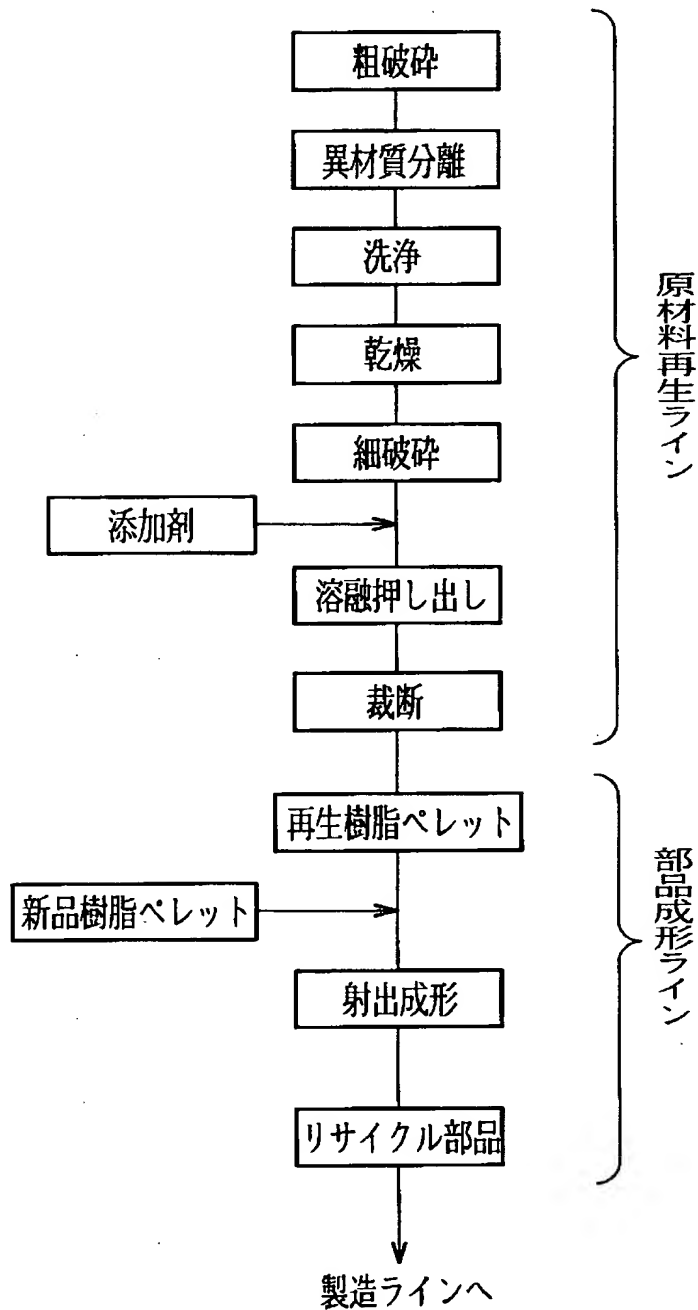 粗破砕
異材質分離
洗浄
乾燥
細破砕
添加剤
溶融押し出し
裁断
原材料再生ライン
再生樹脂ペレット
新品樹脂ペレット
射出成形
リサイクル部品
部品成形ライン
製造ラインへ